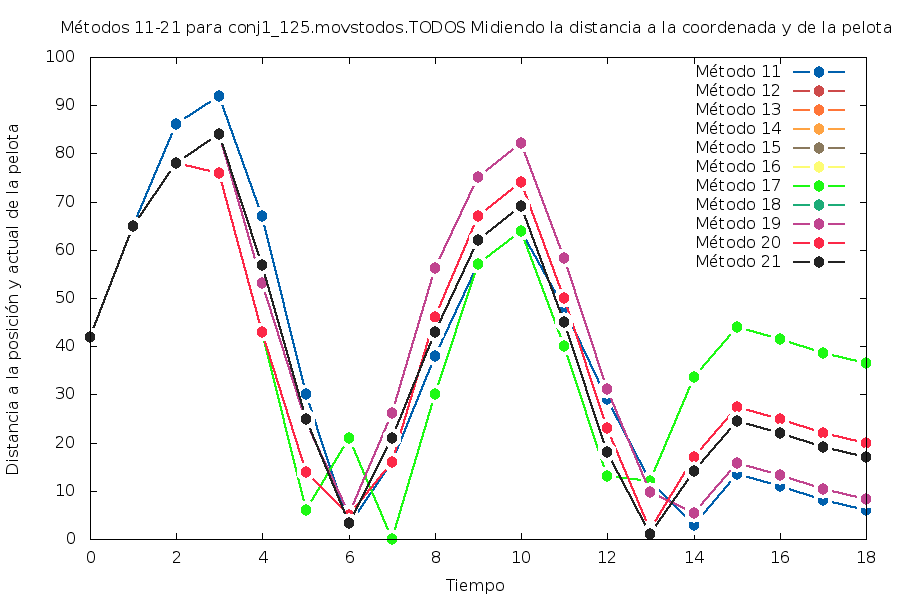 Métodos 11-21 para conj1_125.movstodos.TODOS Midiendo la distancia a la coordenada y de la pelota
Distancia a la posición y actual de la pelota
100
90
80
70
60
50
40
30
20
10
0
Método 11
Método 12
Método 13
Método 14
Método 15
Método 16
Método 17
Método 18
Método 19
Método 20
Método 21
0 2 4 6 8 10 12 14 16 18
Tiempo